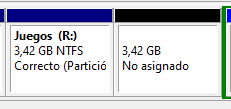 Juegos (R:)
3,42 GB NTFS
Correcto (Partició
3,42 GB
No asignado